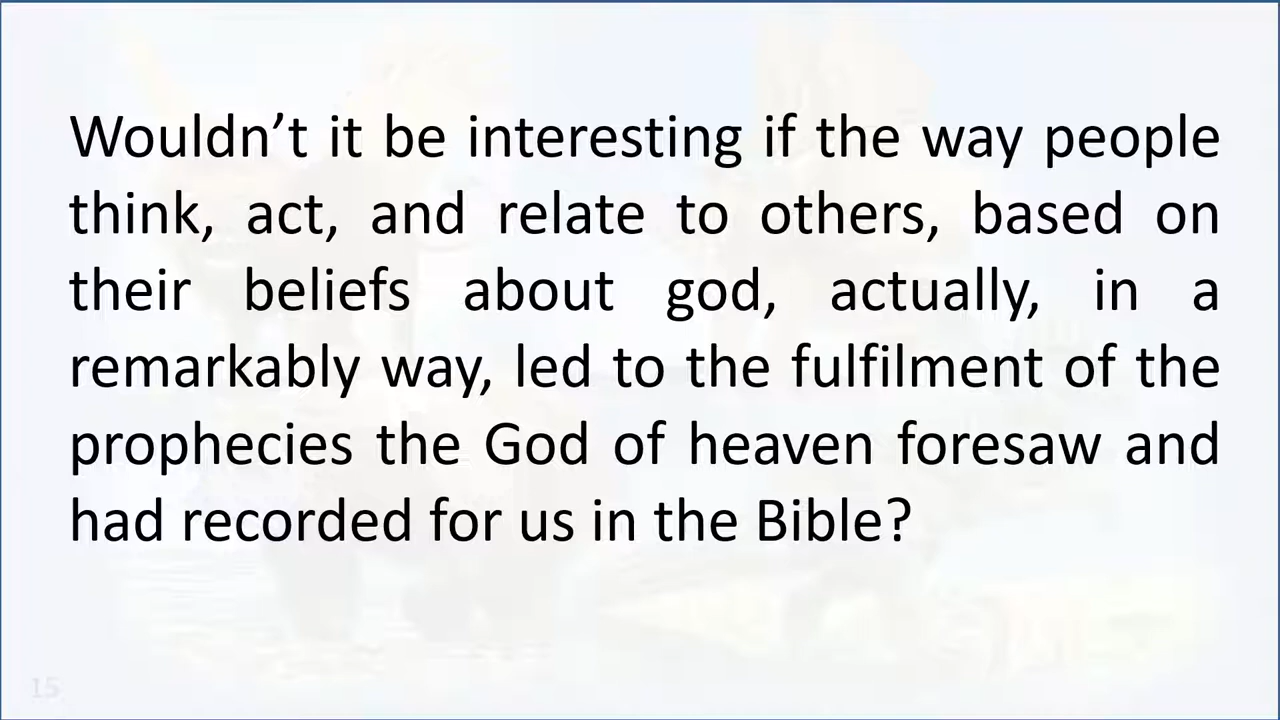 Wouldn’t it be interesting if the way people
think, act, and relate to others, based on
their beliefs about god, actually, in a
remarkably way, led to the fulfilment of the
prophecies the God of heaven foresaw and
had recorded for us in the Bible?
15